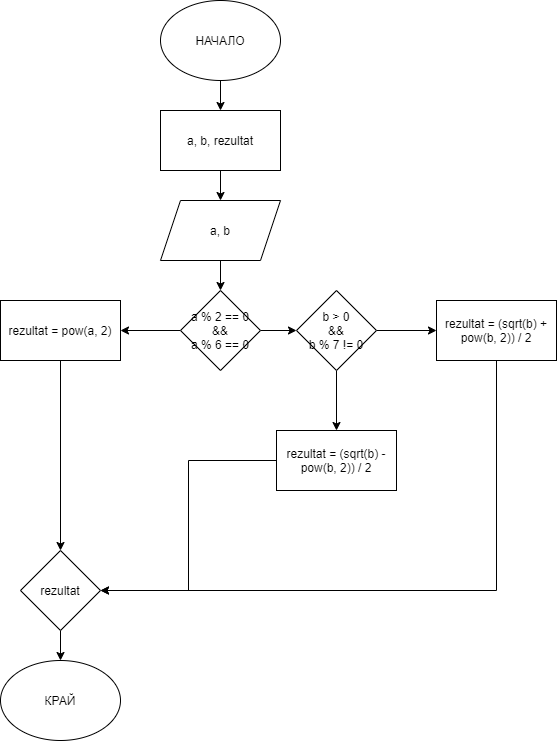 НАЧАЛО
a, b, rezultat
a, b
rezultat = pow(a, 2)
a % 2 == 0
&&
a % 6 == 0
b > 0
&&
b % 7 != 0
rezultat = (sqrt(b) +
pow(b, 2)) / 2
rezultat = (sqrt(b) -
pow(b, 2)) / 2
rezultat
КРАЙ